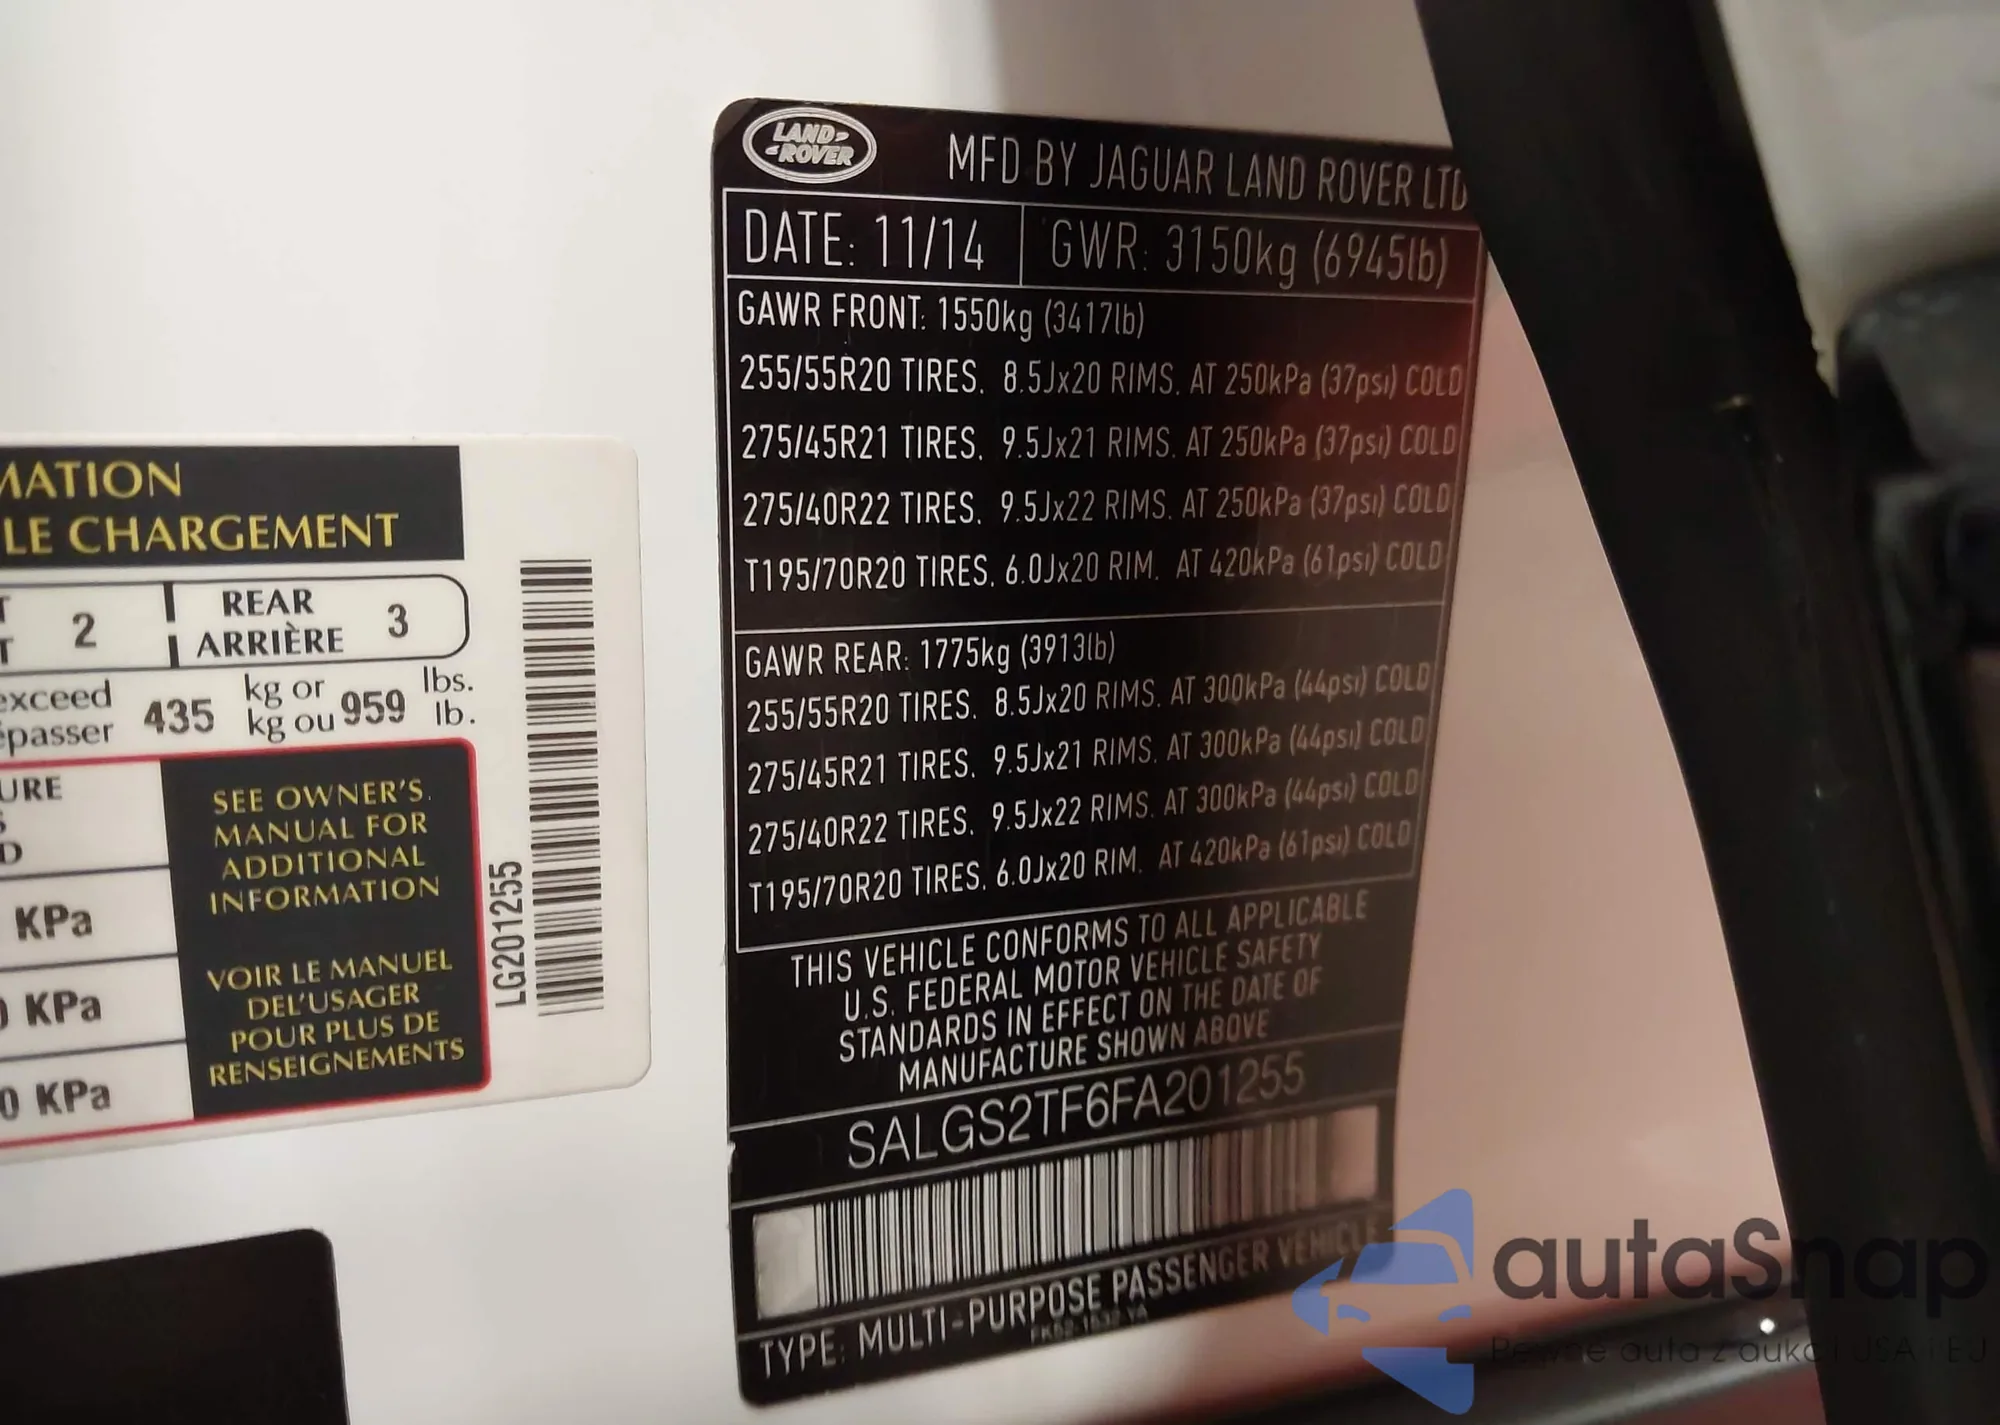 MATION
LE CHARGEMENT
2
REAR
ARRIÈRE
3
exceed
435
kg or
kg ou
959
lbs.
lb.
SEE OWNER'S
MANUAL FOR
ADDITIONAL
INFORMATION
VOIR LE MANUEL
DEL'USAGER
POUR PLUS DE
RENSEIGNEMENTS
KPa
0 KPa
0 KPa
LG201255
LAND
ROVER
MFD BY JAGUAR LAND ROVER LTD
DATE: 11/14
GWR: 3150kg (6945lb)
GAWR FRONT: 1550kg (3417lb)
255/55R20 TIRES. 8.5Jx20 RIMS. AT 250kPa (37psi) COLD
275/45R21 TIRES. 9.5Jx21 RIMS. AT 250kPa (37psi) COLD
275/40R22 TIRES. 9.5Jx22 RIMS. AT 250kPa (37psi) COLD
T195/70R20 TIRES. 6.0Jx20 RIM. AT 420kPa (61psi) COLD
GAWR REAR: 1775kg (3913lb)
255/55R20 TIRES. 8.5Jx20 RIMS. AT 300kPa (44psi) COLD
275/45R21 TIRES. 9.5Jx21 RIMS. AT 300kPa (44psi) COLD
275/40R22 TIRES. 9.5Jx22 RIMS. AT 300kPa (44psi) COLD
T195/70R20 TIRES. 6.0Jx20 RIM. AT 420kPa (61psi) COLD
THIS VEHICLE CONFORMS TO ALL APPLICABLE
U.S. FEDERAL MOTOR VEHICLE SAFETY
STANDARDS IN EFFECT ON THE DATE OF
MANUFACTURE SHOWN ABOVE
SALGS2TF6FA201255
TYPE: MULTI-PURPOSE PASSENGER VEHICLE
autaSnap
Pewne auta z aukcji USA i EU